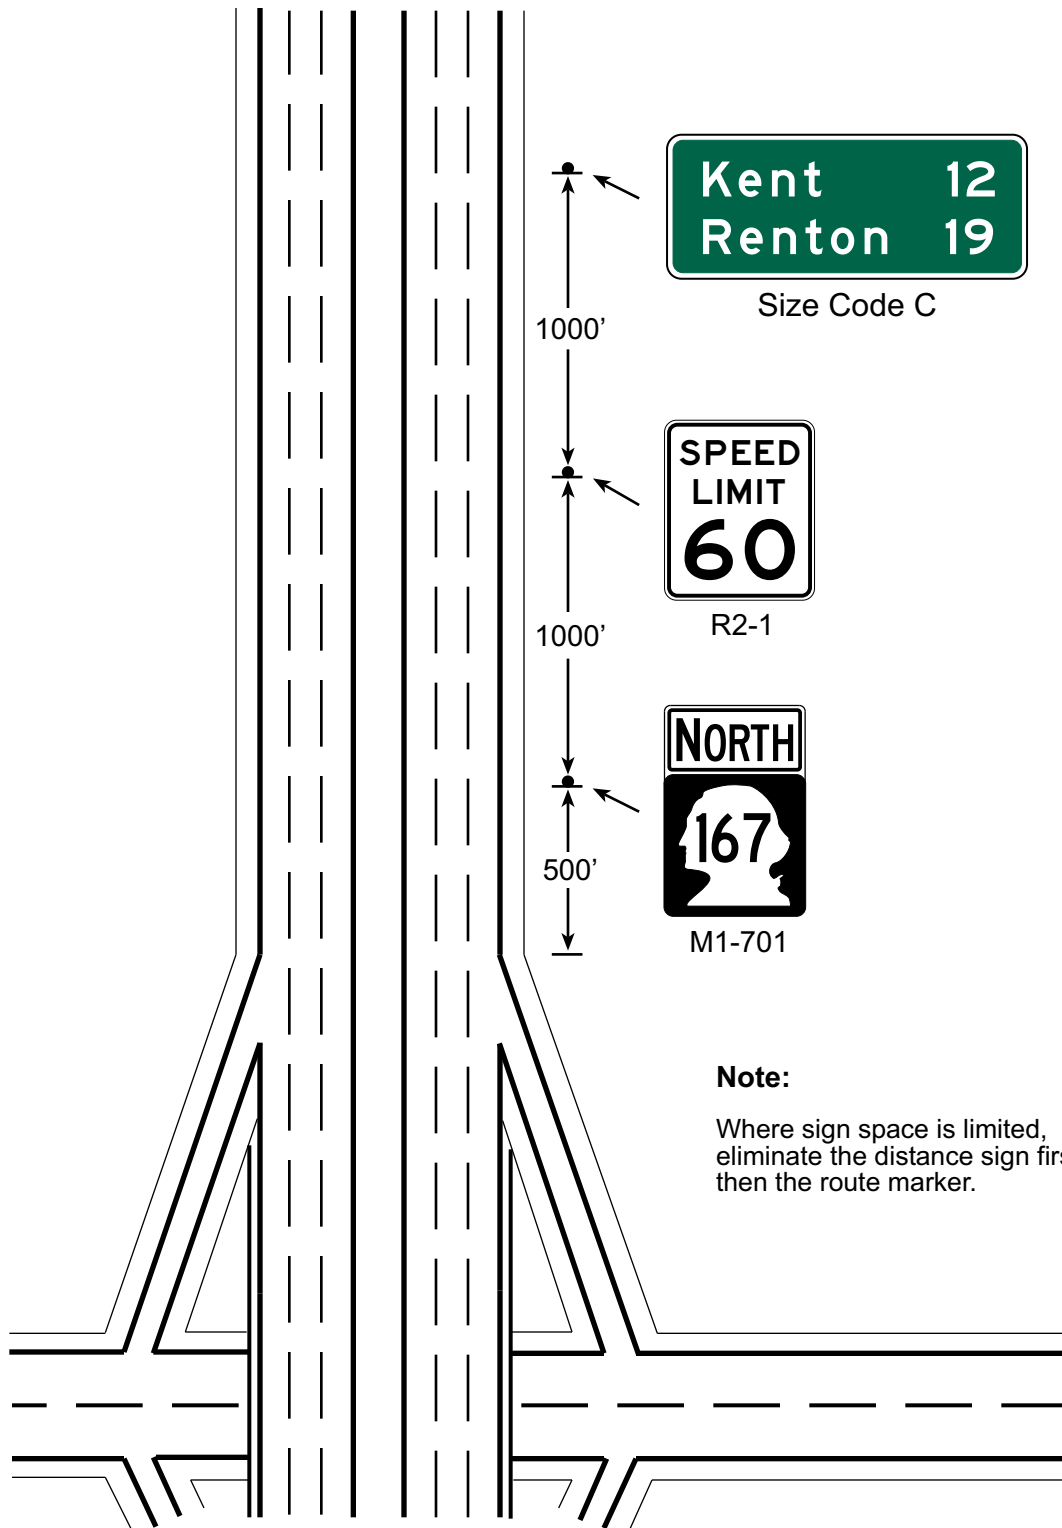 Kent 12
Renton 19
Size Code C
1000’
SPEED
LIMIT
60
R2-1
1000’
NORTH
167
500’
M1-701
Note:
Where sign space is limited,
eliminate the distance sign
then the route marker.